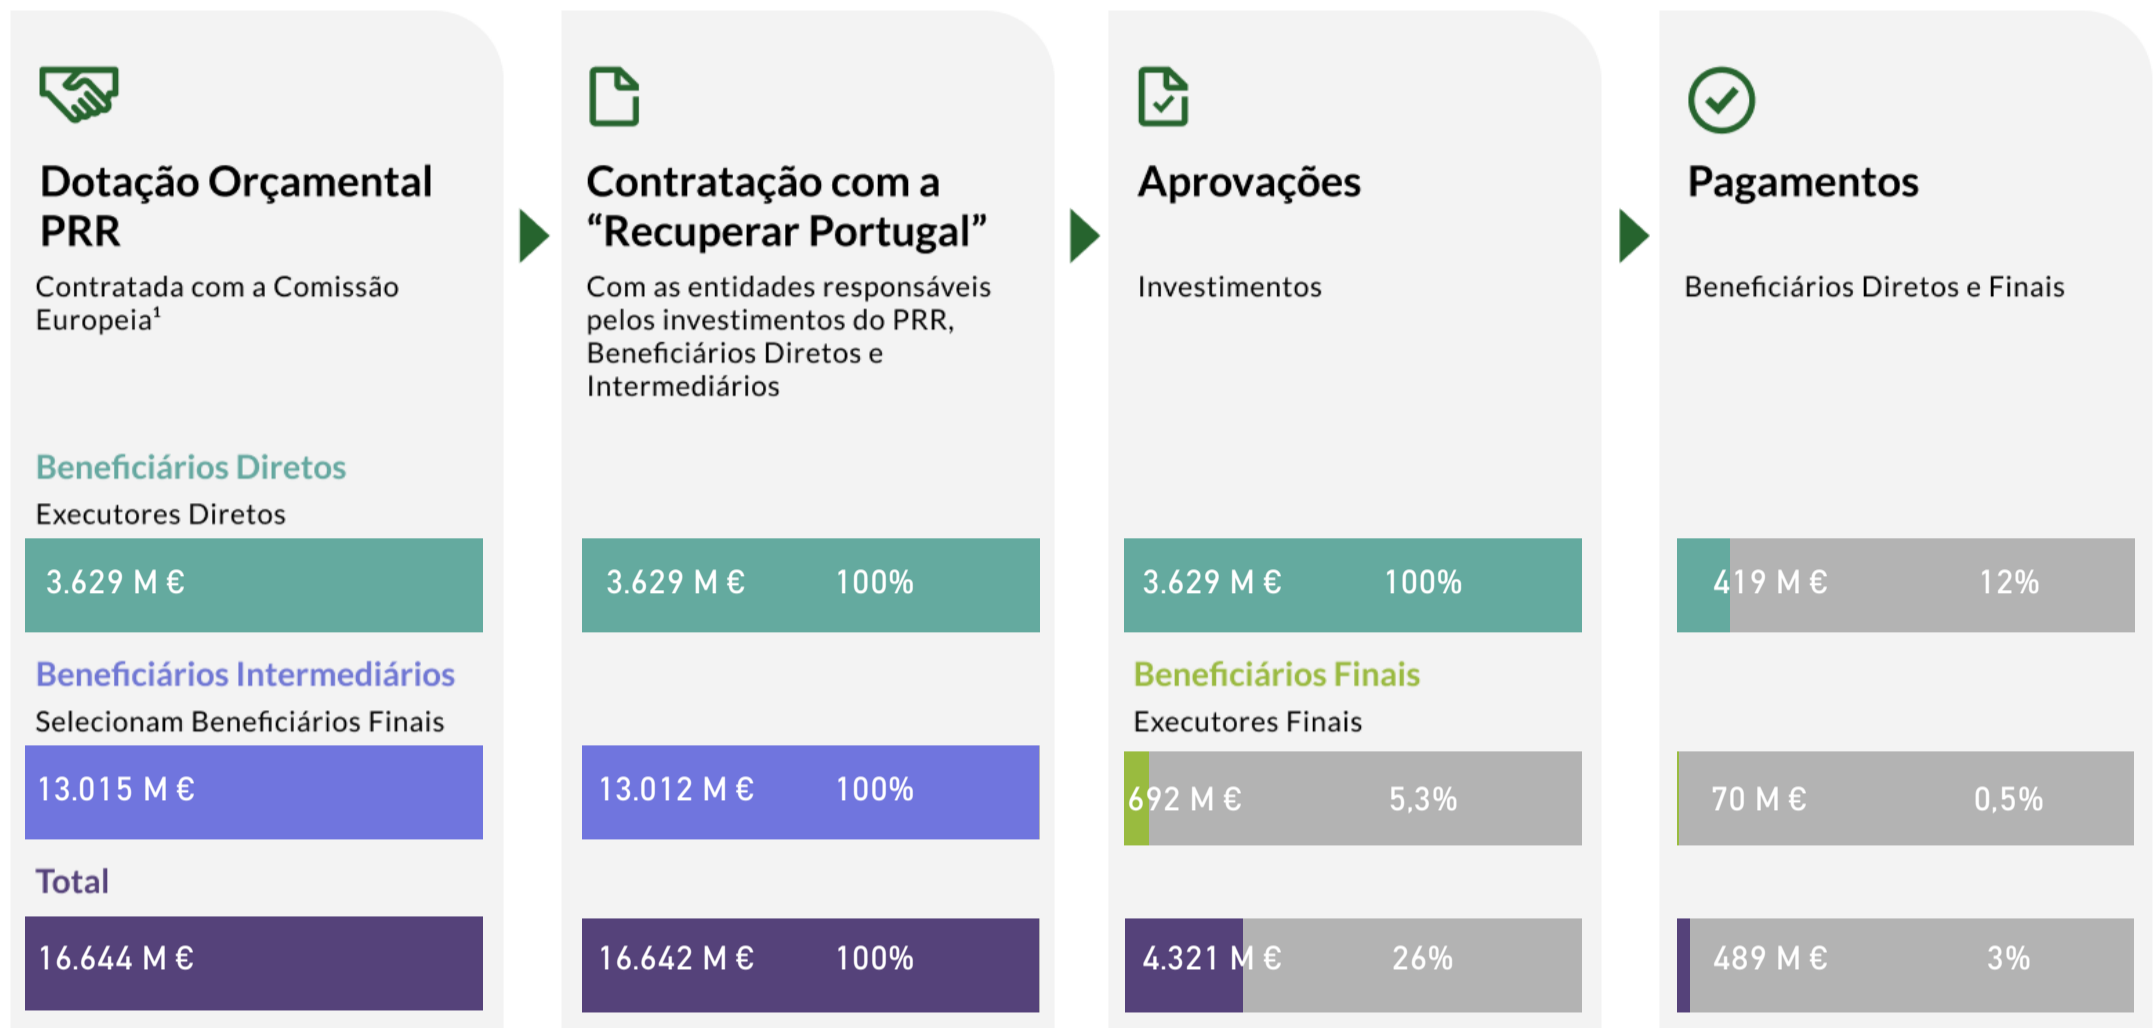 Dotação Orçamental
PRR
Contratada com a Comissão
Europeia¹
Contratação com a
“Recuperar Portugal”
Com as entidades responsáveis
pelos investimentos do PRR,
Beneficiários Diretos e
Intermediários
Aprovações
Investimentos
Pagamentos
Beneficiários Diretos e Finais
Beneficiários Diretos
Executores Diretos
3.629 M €
3.629 M € 100%
3.629 M € 100%
419 M € 12%
Beneficiários Intermediários
Selecionam Beneficiários Finais
Beneficiários Finais
Executores Finais
13.015 M €
13.012 M € 100%
692 M € 5,3%
70 M € 0,5%
Total
16.644 M €
16.642 M € 100%
4.321 M € 26%
489 M € 3%